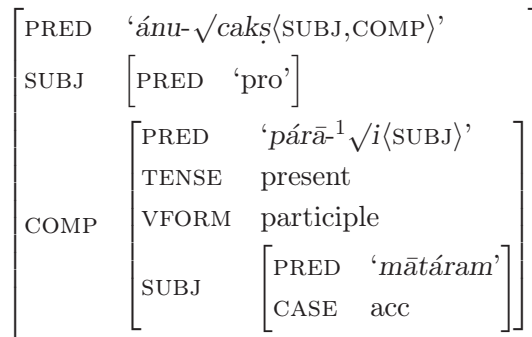 PRED ‘ánu-√cakṣ⟨SUBJ,COMP⟩’
SUBJ [PRED ‘pro’]
PRED ‘párā-¹√i⟨SUBJ⟩’
TENSE present
COMP VFORM participle
PRED ‘mātáram’
SUBJ
CASE acc